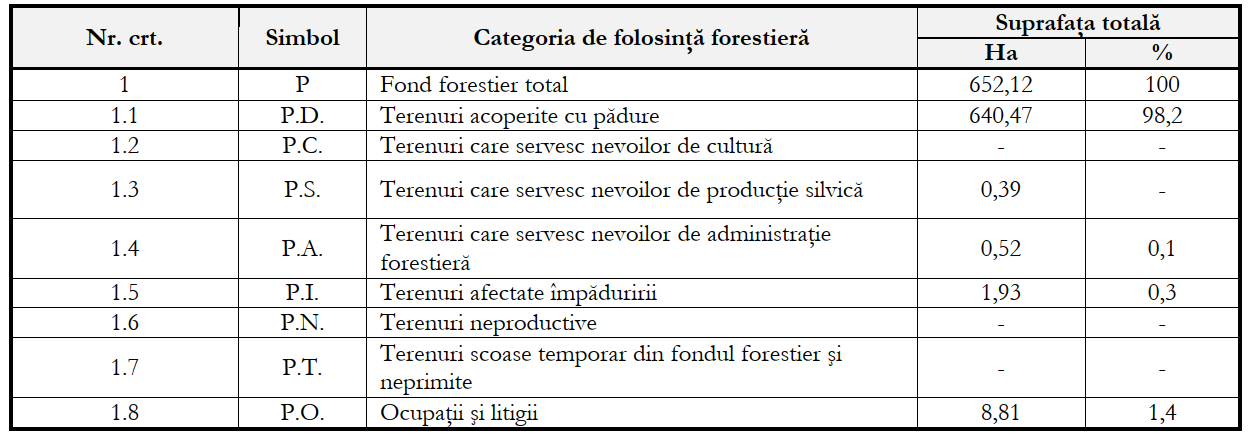 Nr. crt. Simbol Categoria de folosință forestieră Suprafața totală
Ha %
1 P Fond forestier total 652,12 100
1.1 P.D. Terenuri acoperite cu pădure 640,47 98,2
1.2 P.C. Terenuri care servesc nevoilor de cultură - -
1.3 P.S. Terenuri care servesc nevoilor de producție silvică 0,39 -
1.4 P.A. Terenuri care servesc nevoilor de administrație
forestieră 0,52 0,1
1.5 P.I. Terenuri afectate împăduririi 1,93 0,3
1.6 P.N. Terenuri neproductive - -
1.7 P.T. Terenuri scoase temporar din fondul forestier şi
neprimite - -
1.8 P.O. Ocupații şi litigii 8,81 1,4